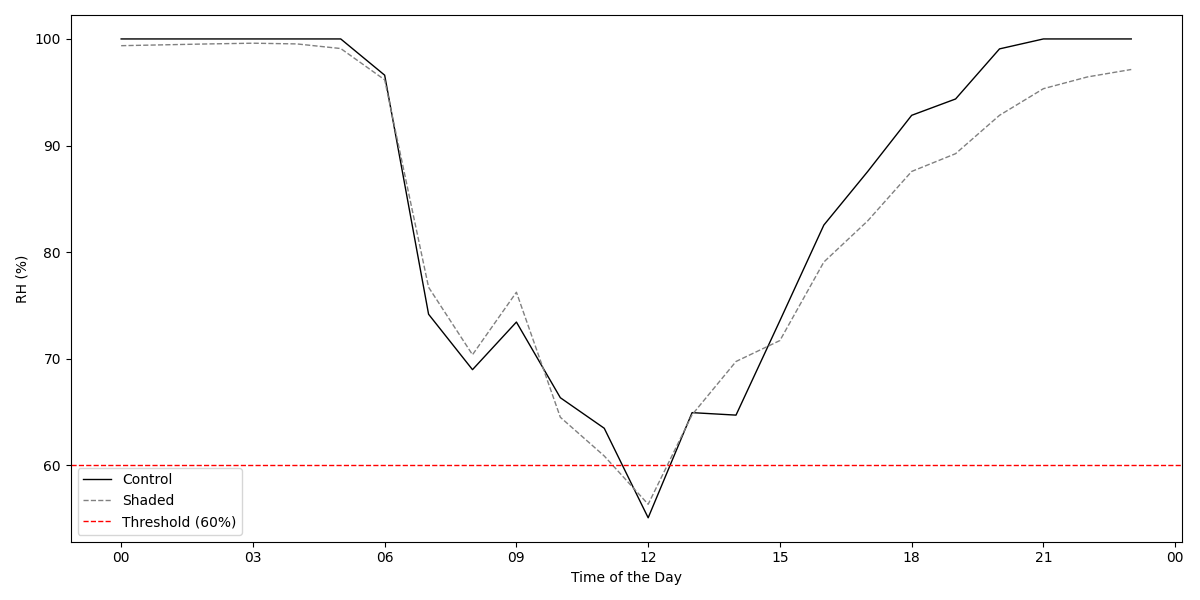 100
90
80
70
60
RH (%)
Control
Shaded
Threshold (60%)
00 03 06 09 12 15 18 21 00
Time of the Day